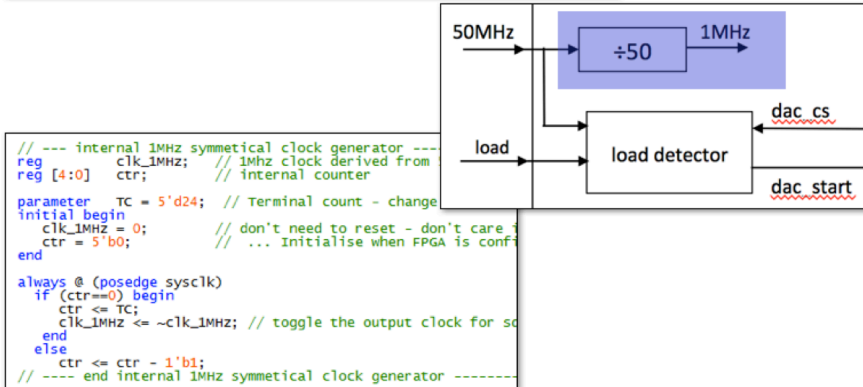 50MHz
÷50
1MHz
load
load detector
dac_cs
dac_start
// --- internal 1MHz symmetical clock generator ----
reg clk_1MHz; // 1Mhz clock derived from
reg [4:0] ctr; // internal counter
parameter TC = 5'd24; // Terminal count - change
initial begin
clk_1MHz = 0; // don't need to reset - don't care
ctr = 5'b0; // ... Initialise when FPGA is confi
end
always @ (posedge sysclk)
if (ctr==0) begin
ctr <= TC;
clk_1MHz <= ~clk_1MHz; // toggle the output clock for
end
else
ctr <= ctr - 1'b1;
// ---- end internal 1MHz symmetical clock generator --------